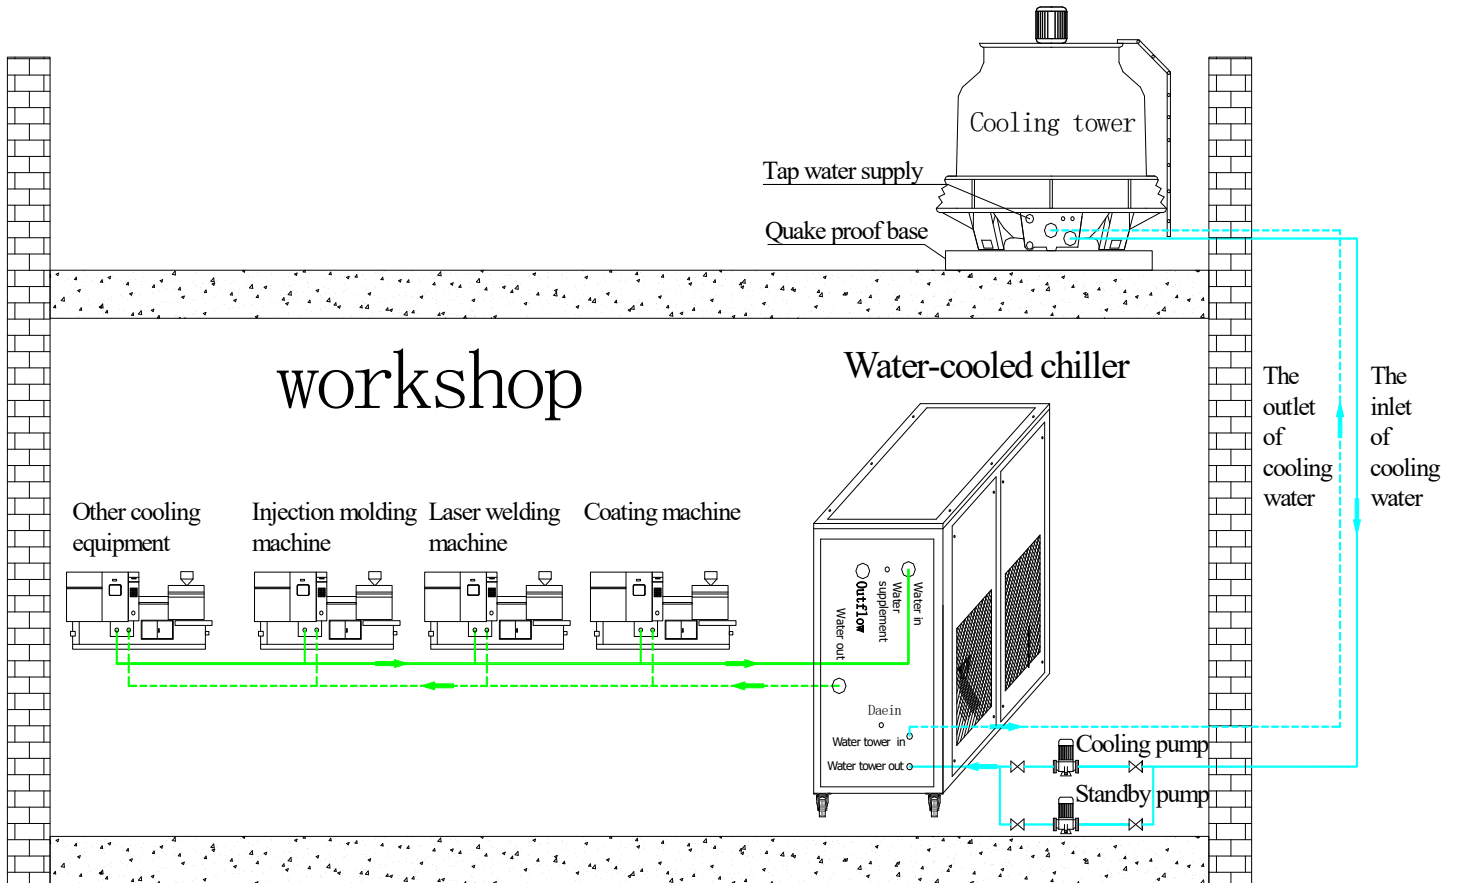 Cooling tower
Tap water supply
Quake proof base
workshop
Water-cooled chiller
The
outlet
of
cooling
water
The
inlet
of
cooling
water
Other cooling
equipment
Injection molding
machine
Laser welding
machine
Coating machine
Water out
Outflow
Water
supplement
Water in
Daein
Water tower in
Water tower out
Cooling pump
Standby pump